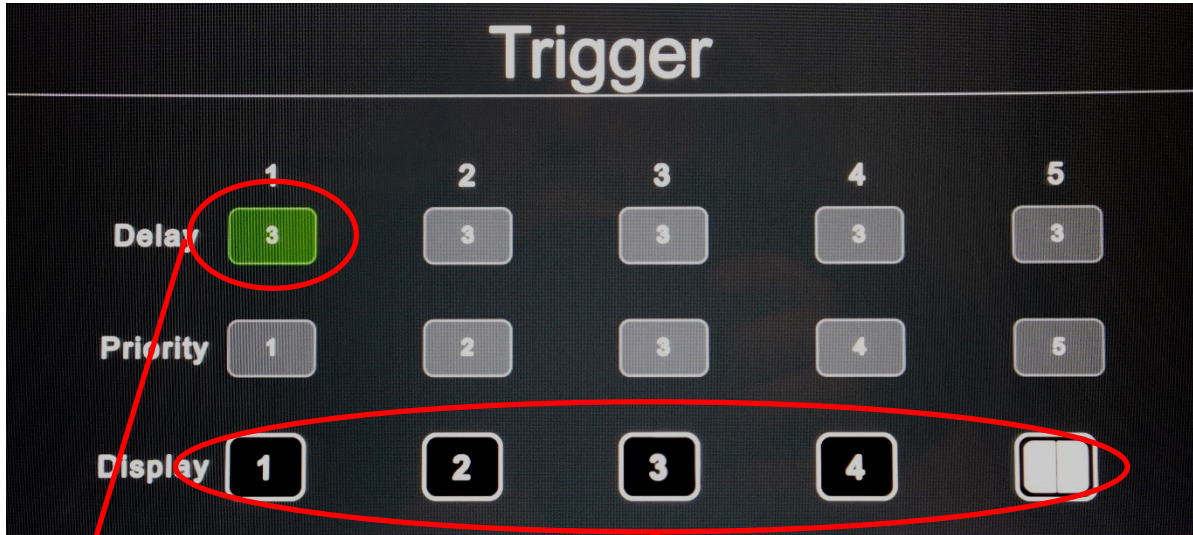 Trigger
1 2 3 4 5
Delay 3 3 3 3 3
Priority 1 2 3 4 5
Display 1 2 3 4